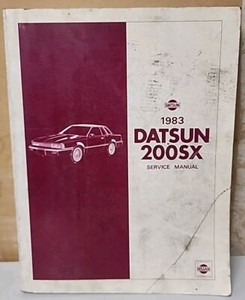 1983
DATSUN
200SX
SERVICE MANUAL